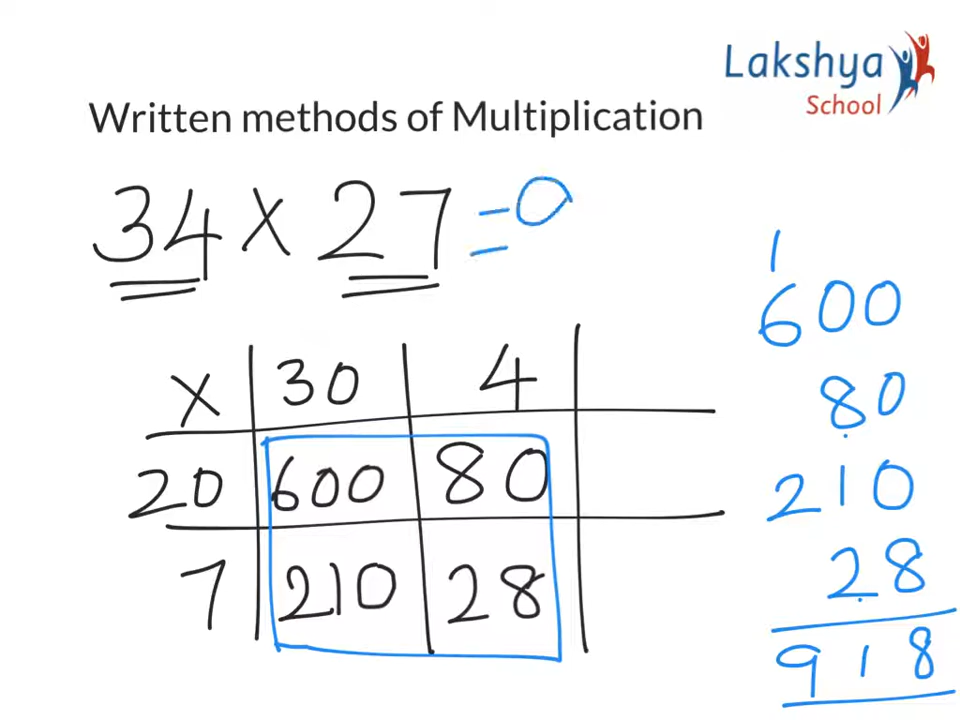 Lakshya
School
Written methods of Multiplication
34 x 27 = 0
x 30 4
20 600 80
7 210 28
1
600
80
210
28
918